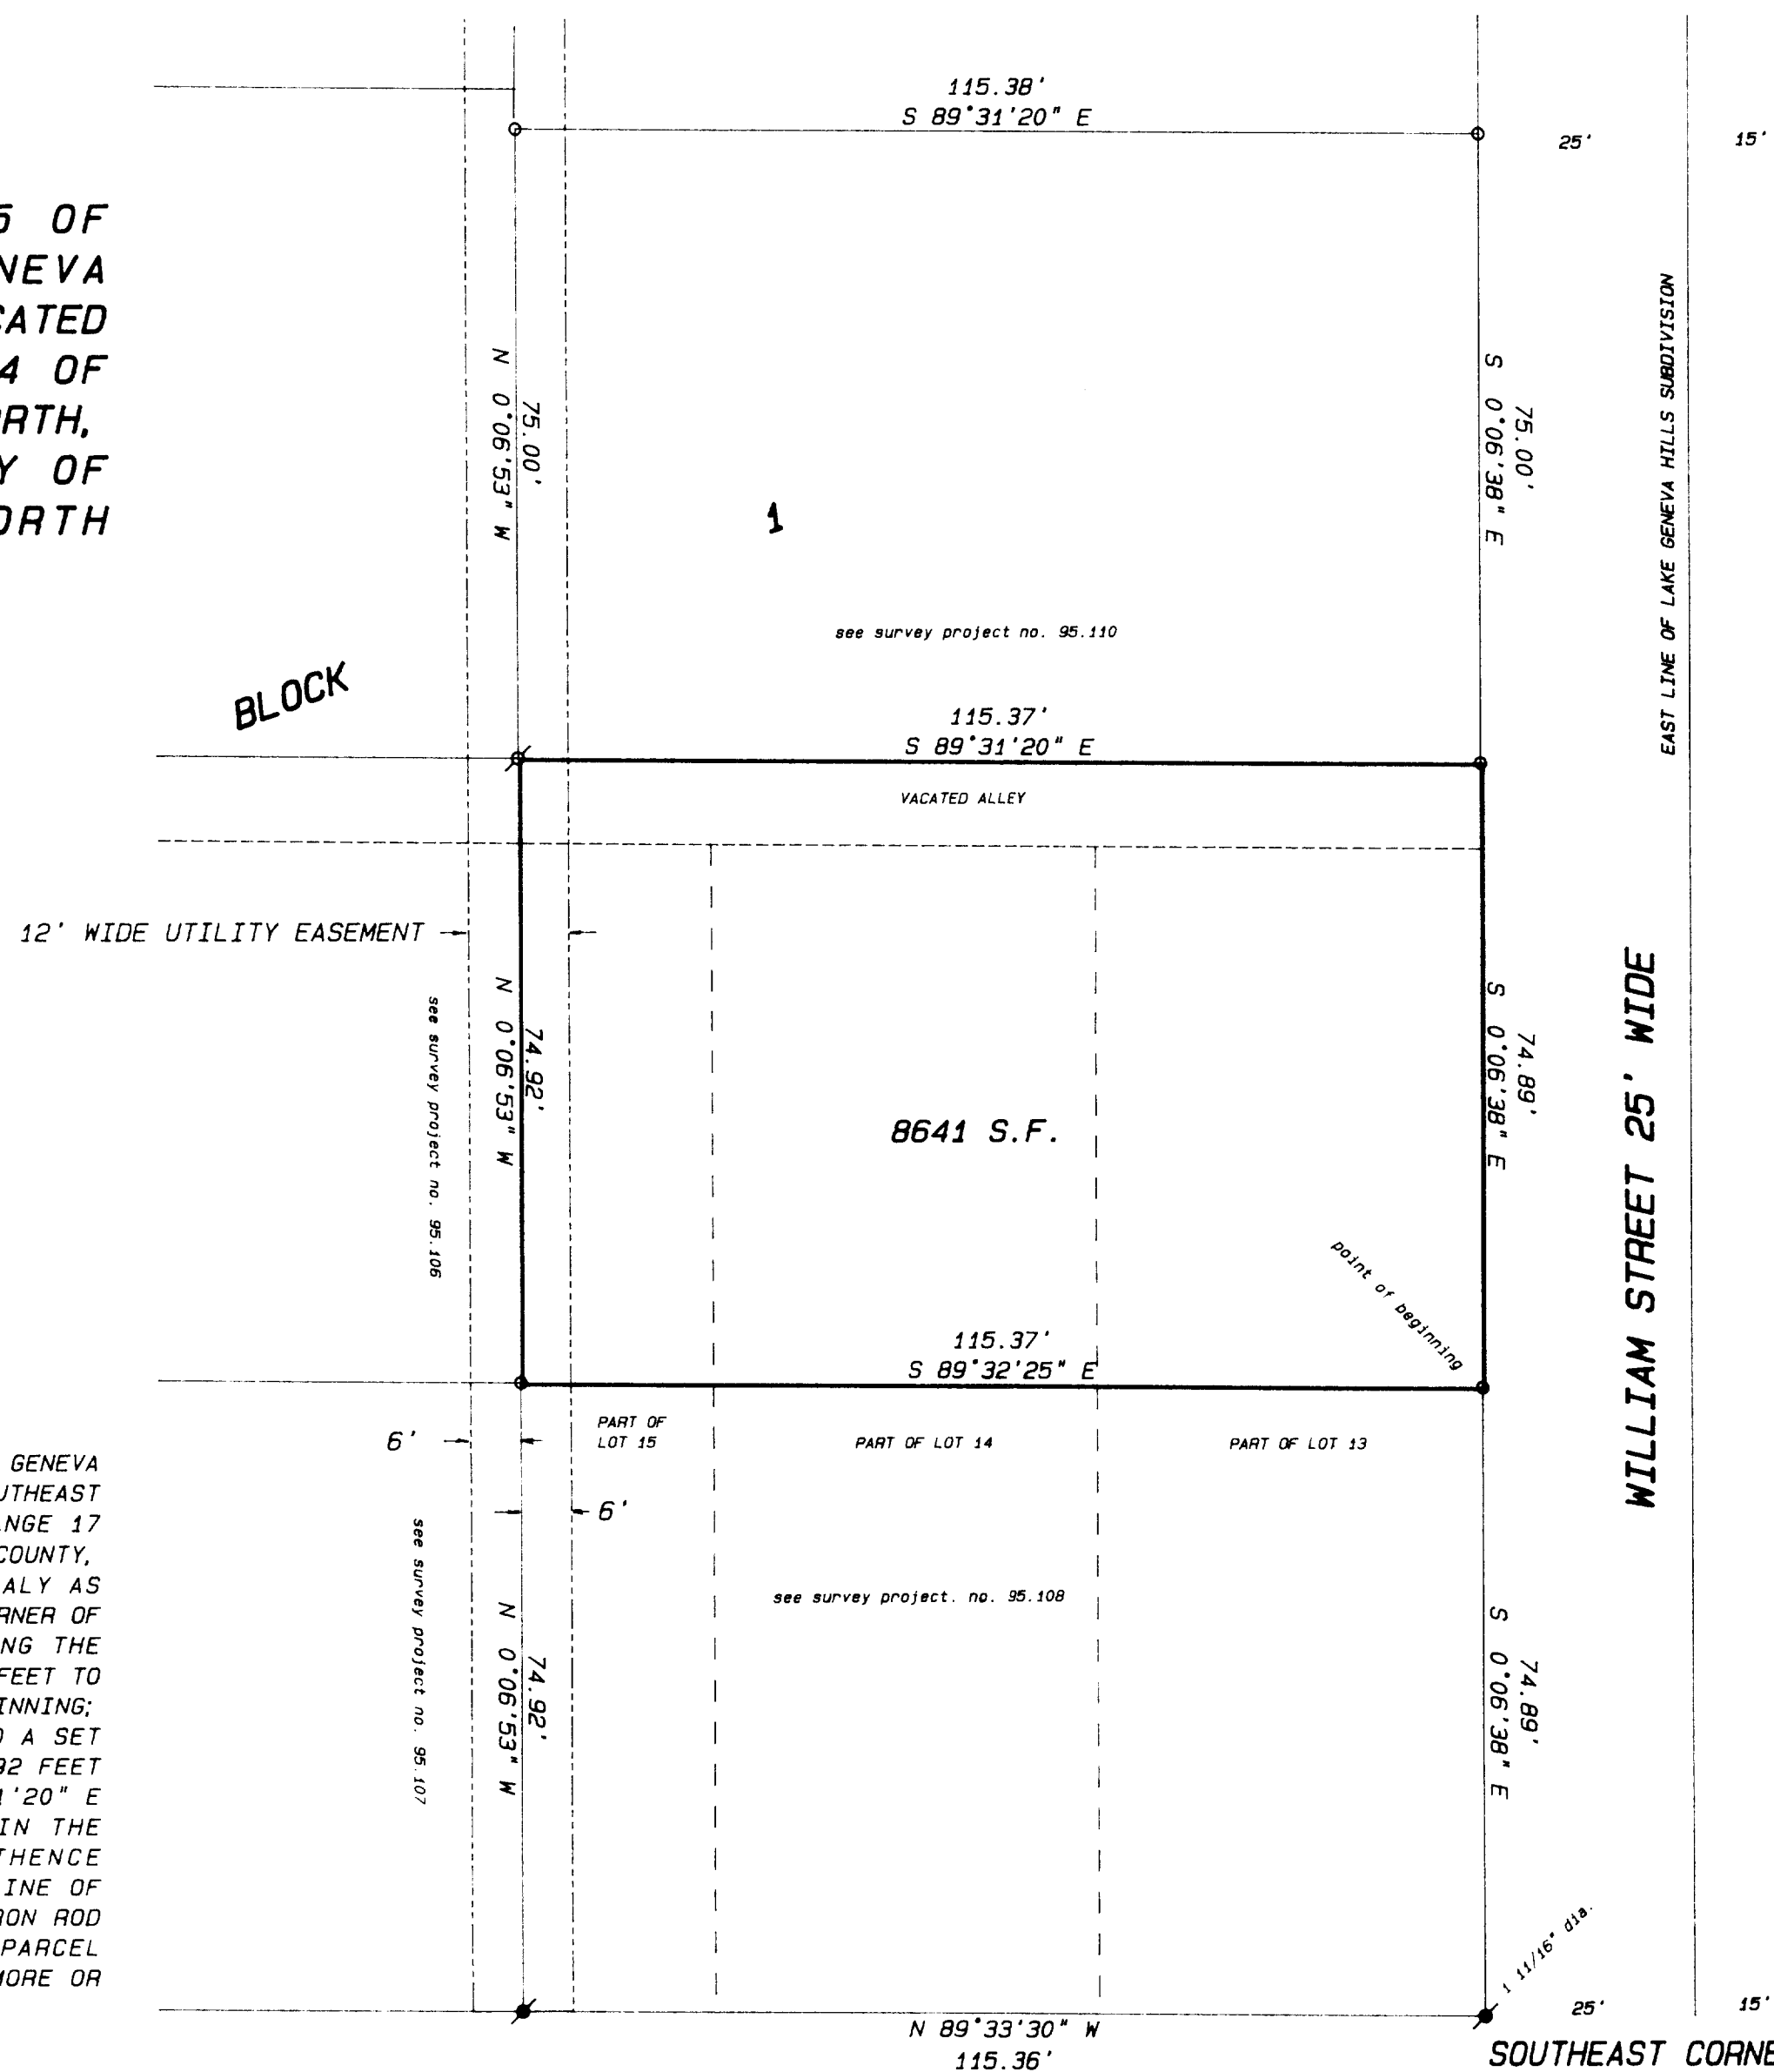 115.38'
S 89°31'20" E
25'
15'
5 OF
NEVA
CATED
4 OF
ORTH,
Y OF
ORTH
N 0°06'53" W
75.00'
1
S 0°06'38" E
75.00'
EAST LINE OF LAKE GENEVA HILLS SUBDIVISION
see survey project no. 95.110
BLOCK
115.37'
S 89°31'20" E
VACATED ALLEY
12' WIDE UTILITY EASEMENT
see survey project no. 95.106
N 0°06'53" W
74.92'
8641 S.F.
S 0°06'38" E
74.89'
WILLIAM STREET 25' WIDE
point of beginning
115.37'
S 89°32'25" E
6'
PART OF
LOT 15
PART OF LOT 14
PART OF LOT 13
6'
GENEVA
UTHEAST
NGE 17
COUNTY,
ALY AS
RNER OF
NG THE
FEET TO
INNING;
O A SET
92 FEET
1'20" E
IN THE
THENCE
INE OF
RON ROD
PARCEL
MORE OR
see survey project no. 95.107
N 0°06'53" W
74.92'
see survey project. no. 95.108
S 0°06'38" E
74.89'
1 11/16" dia.
25'
15'
N 89°33'30" W
115.36'
SOUTHEAST CORNE